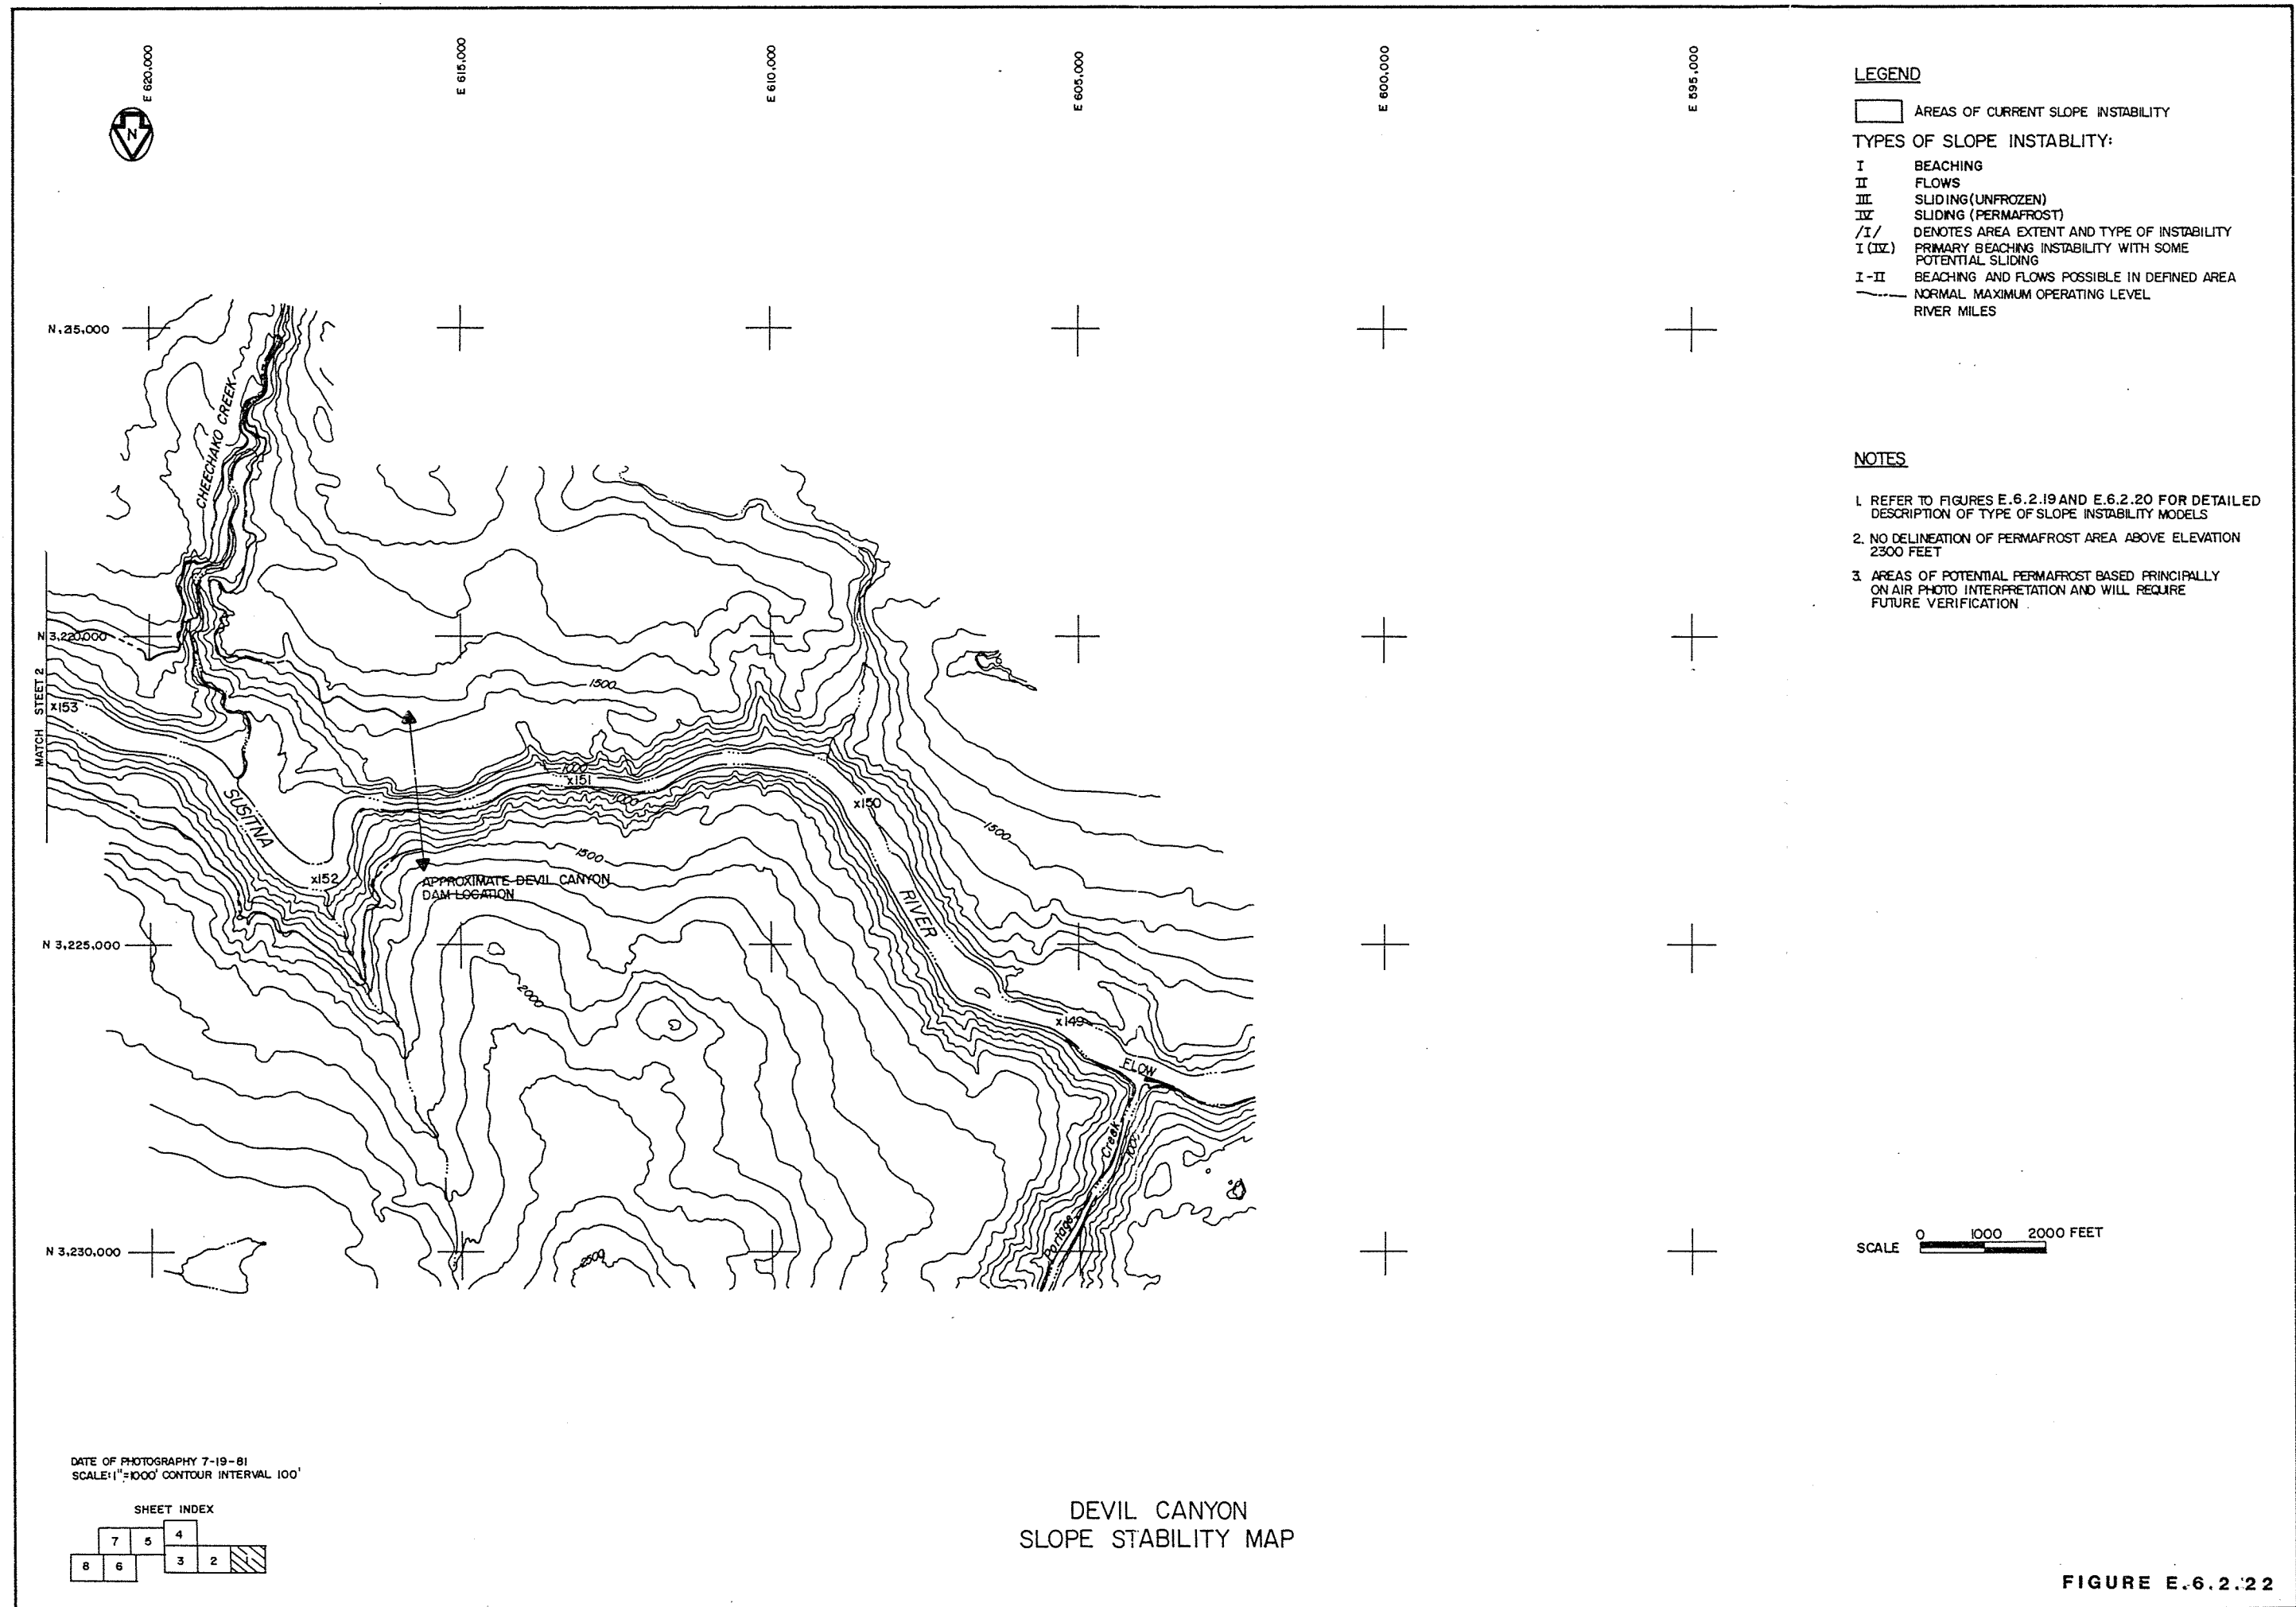 E 620,000
E 615,000
E 610,000
E 605,000
E 600,000
E 595,000
N
LEGEND
AREAS OF CURRENT SLOPE INSTABILITY
TYPES OF SLOPE INSTABLITY:
I BEACHING
II FLOWS
III SLIDING(UNFROZEN)
IV SLIDING (PERMAFROST)
/I/ DENOTES AREA EXTENT AND TYPE OF INSTABILITY
I (IV) PRIMARY BEACHING INSTABILITY WITH SOME
POTENTIAL SLIDING
I-II BEACHING AND FLOWS POSSIBLE IN DEFINED AREA
NORMAL MAXIMUM OPERATING LEVEL
RIVER MILES
NOTES
1. REFER TO FIGURES E.6.2.19 AND E.6.2.20 FOR DETAILED
DESCRIPTION OF TYPE OF SLOPE INSTABILITY MODELS
2. NO DELINEATION OF PERMAFROST AREA ABOVE ELEVATION
2300 FEET
3. AREAS OF POTENTIAL PERMAFROST BASED PRINCIPALLY
ON AIR PHOTO INTERPRETATION AND WILL REQUIRE
FUTURE VERIFICATION
N, 215,000
CHEECHAKO CREEK
N 3,220,000
MATCH STEET 2
x153
1500
1000
x151
1000
x150
1500
SUSITNA
1500
x152
APPROXIMATE DEVIL CANYON
DAM LOCATION
RIVER
N 3,225,000
2000
x149
FLOW
Portage Creek
1000
N 3,230,000
2500
SCALE 0 1000 2000 FEET
DATE OF PHOTOGRAPHY 7-19-81
SCALE: 1"=1000' CONTOUR INTERVAL 100'
SHEET INDEX
7 5 4
8 6 3 2 1
DEVIL CANYON
SLOPE STABILITY MAP
FIGURE E.6.2.22